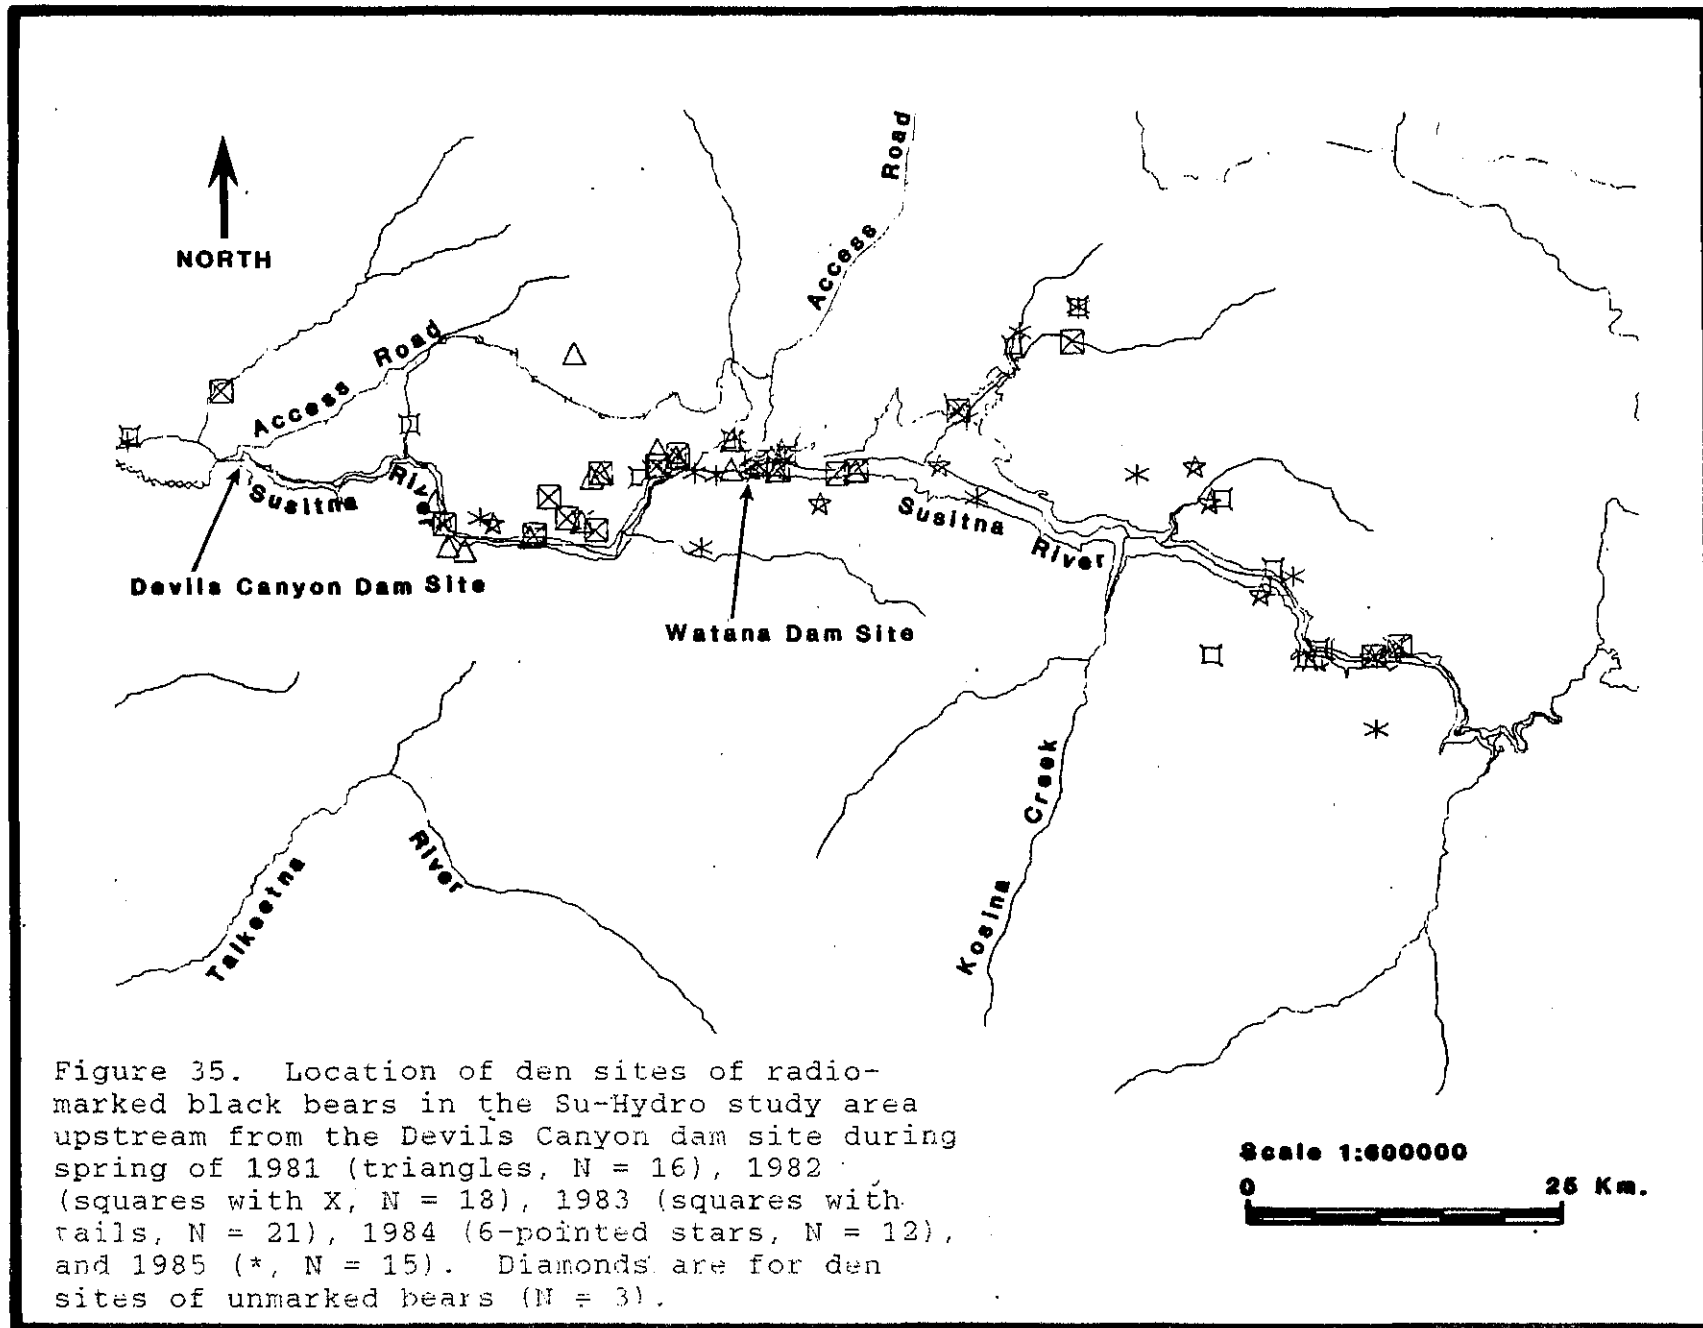 NORTH
Access Road
Access Road
Susitna River
Susitna River
Devils Canyon Dam Site
Watana Dam Site
Talkeetna River
Kosina Creek
Figure 35. Location of den sites of radio-
marked black bears in the Su-Hydro study area
upstream from the Devils Canyon dam site during
spring of 1981 (triangles, N = 16), 1982
(squares with X, N = 18), 1983 (squares with
tails, N = 21), 1984 (6-pointed stars, N = 12),
and 1985 (*, N = 15). Diamonds are for den
sites of unmarked bears (N = 3).
Scale 1:600000
0 25 Km.